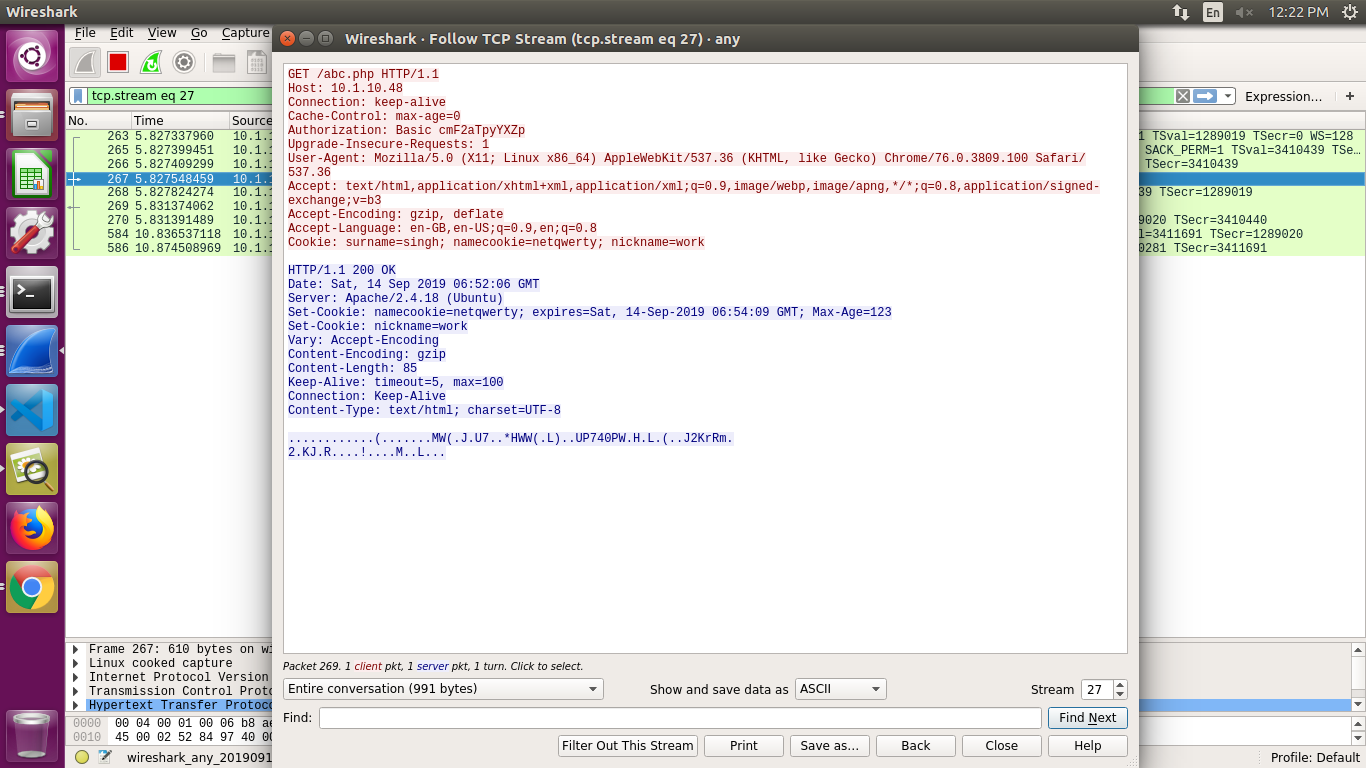 Wireshark
En
12:22 PM
File Edit View Go Capture
Wireshark · Follow TCP Stream (tcp.stream eq 27) · any
tcp.stream eq 27
Expression…
+
No. Time Source
263 5.827337960 10.1.1
265 5.827399451 10.1.1
266 5.827409299 10.1.1
267 5.827548459 10.1.1
268 5.827824274 10.1.1
269 5.831374062 10.1.1
270 5.831391489 10.1.1
584 10.836537118 10.1.1
586 10.874508969 10.1.1
1 TSval=1289019 TSecr=0 WS=128
SACK_PERM=1 TSval=3410439 TSe…
TSecr=3410439
39 TSecr=1289019
9020 TSecr=3410440
l=3411691 TSecr=1289020
0281 TSecr=3411691
GET /abc.php HTTP/1.1
Host: 10.1.10.48
Connection: keep-alive
Cache-Control: max-age=0
Authorization: Basic cmF2aTpyYXZp
Upgrade-Insecure-Requests: 1
User-Agent: Mozilla/5.0 (X11; Linux x86_64) AppleWebKit/537.36 (KHTML, like Gecko) Chrome/76.0.3809.100 Safari/
537.36
Accept: text/html,application/xhtml+xml,application/xml;q=0.9,image/webp,image/apng,*/*;q=0.8,application/signed-
exchange;v=b3
Accept-Encoding: gzip, deflate
Accept-Language: en-GB,en-US;q=0.9,en;q=0.8
Cookie: surname=singh; namecookie=netqwerty; nickname=work
HTTP/1.1 200 OK
Date: Sat, 14 Sep 2019 06:52:06 GMT
Server: Apache/2.4.18 (Ubuntu)
Set-Cookie: namecookie=netqwerty; expires=Sat, 14-Sep-2019 06:54:09 GMT; Max-Age=123
Set-Cookie: nickname=work
Vary: Accept-Encoding
Content-Encoding: gzip
Content-Length: 85
Keep-Alive: timeout=5, max=100
Connection: Keep-Alive
Content-Type: text/html; charset=UTF-8
............(.......MW(.J.U7..*HWW(.L)..UP740PW.H.L.(..J2KrRm.
2.KJ.R....!....M..L...
Packet 269. 1 client pkt, 1 server pkt, 1 turn. Click to select.
Entire conversation (991 bytes)
Show and save data as ASCII
Stream 27
Find:
Find Next
Filter Out This Stream
Print
Save as…
Back
Close
Help
Frame 267: 610 bytes on wi
Linux cooked capture
Internet Protocol Version
Transmission Control Proto
Hypertext Transfer Protoco
0000 00 04 00 01 00 06 b8 ae
0010 45 00 02 52 84 97 40 00
wireshark_any_2019091
Profile: Default